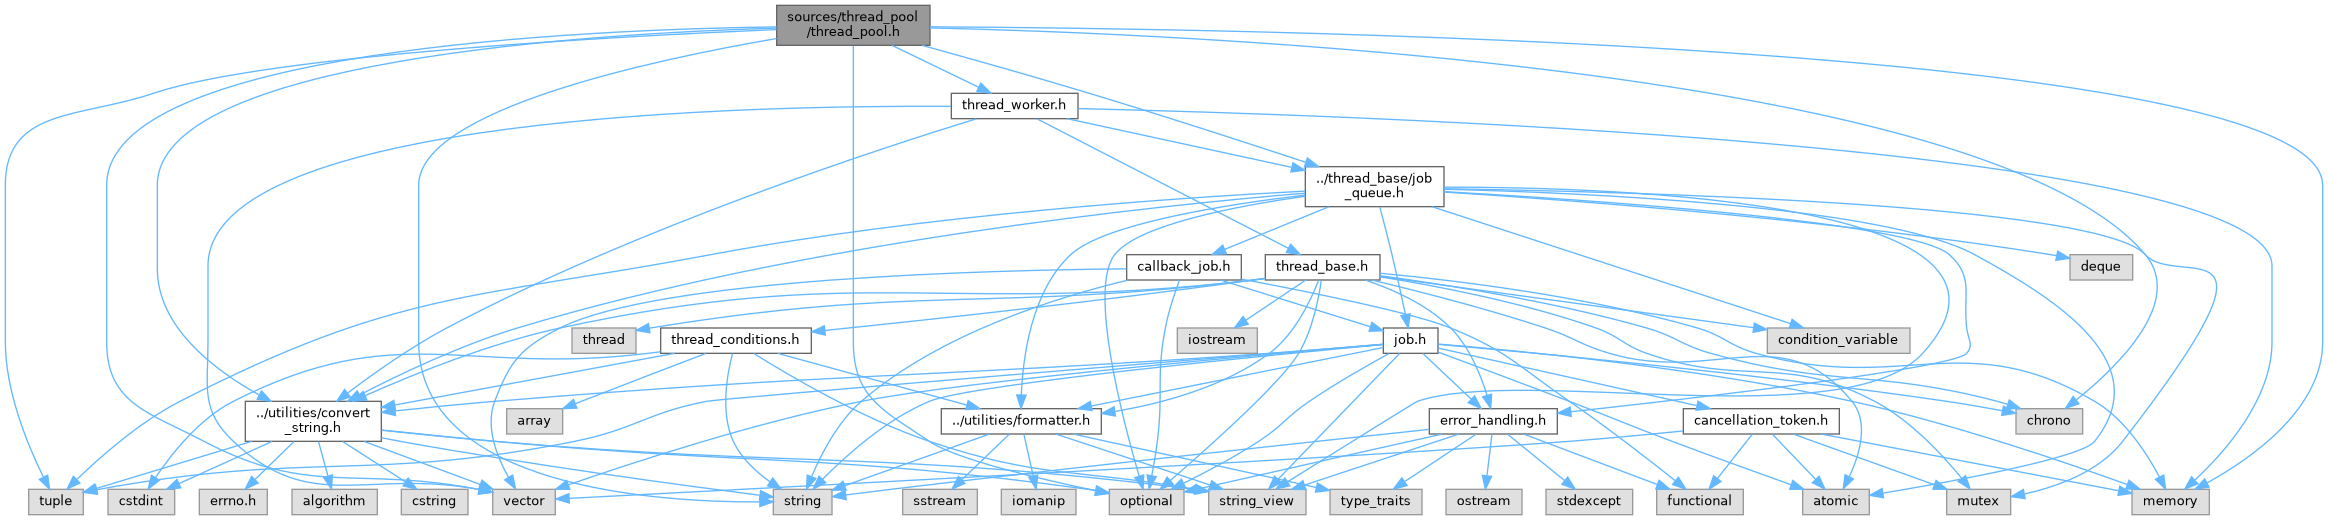 sources/thread_pool
/thread_pool.h
thread_worker.h
../thread_base/job
_queue.h
callback_job.h
thread_base.h
deque
thread
thread_conditions.h
iostream
job.h
condition_variable
array
../utilities/convert
_string.h
../utilities/formatter.h
error_handling.h
cancellation_token.h
chrono
tuple
cstdint
errno.h
algorithm
cstring
vector
string
sstream
iomanip
optional
string_view
type_traits
ostream
stdexcept
functional
atomic
mutex
memory